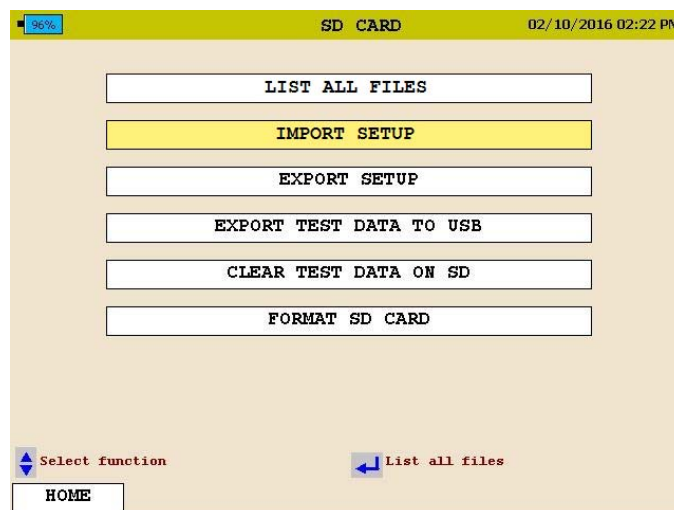 96% SD CARD 02/10/2016 02:22 PM
LIST ALL FILES
IMPORT SETUP
EXPORT SETUP
EXPORT TEST DATA TO USB
CLEAR TEST DATA ON SD
FORMAT SD CARD
Select function List all files
HOME